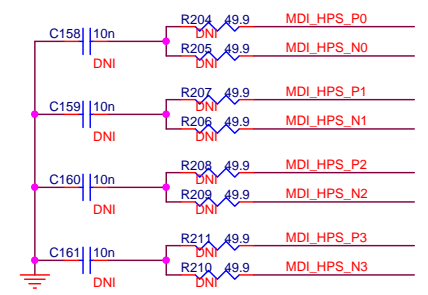 R204 49.9 MDI_HPS_P0
DNI
C158 10n
R205 49.9 MDI_HPS_N0
DNI
DNI
R207 49.9 MDI_HPS_P1
DNI
C159 10n
R206 49.9 MDI_HPS_N1
DNI
DNI
R208 49.9 MDI_HPS_P2
DNI
C160 10n
R209 49.9 MDI_HPS_N2
DNI
DNI
R211 49.9 MDI_HPS_P3
DNI
C161 10n
R210 49.9 MDI_HPS_N3
DNI
DNI